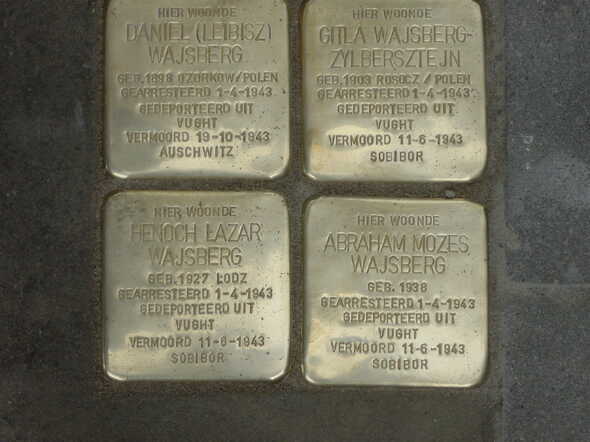 HIER WOONDE
DANIEL (LEIBISZ)
WAJSBERG
GEB. 1898 OZORKOW/POLEN
GEARRESTEERD 1-4-1943
GEDEPORTEERD UIT
VUGHT
VERMOORD 19-10-1943
AUSCHWITZ
HIER WOONDE
GITLA WAJSBERG-
ZYLBERSZTEJN
GEB. 1903 ROSOCZ / POLEN
GEARRESTEERD 1-4-1943
GEDEPORTEERD UIT
VUGHT
VERMOORD 11-6-1943
SOBIBOR
HIER WOONDE
HENOCH LAZAR
WAJSBERG
GEB. 1927 LODZ
GEARRESTEERD 1-4-1943
GEDEPORTEERD UIT
VUGHT
VERMOORD 11-6-1943
SOBIBOR
HIER WOONDE
ABRAHAM MOZES
WAJSBERG
GEB. 1938
GEARRESTEERD 1-4-1943
GEDEPORTEERD UIT
VUGHT
VERMOORD 11-6-1943
SOBIBOR